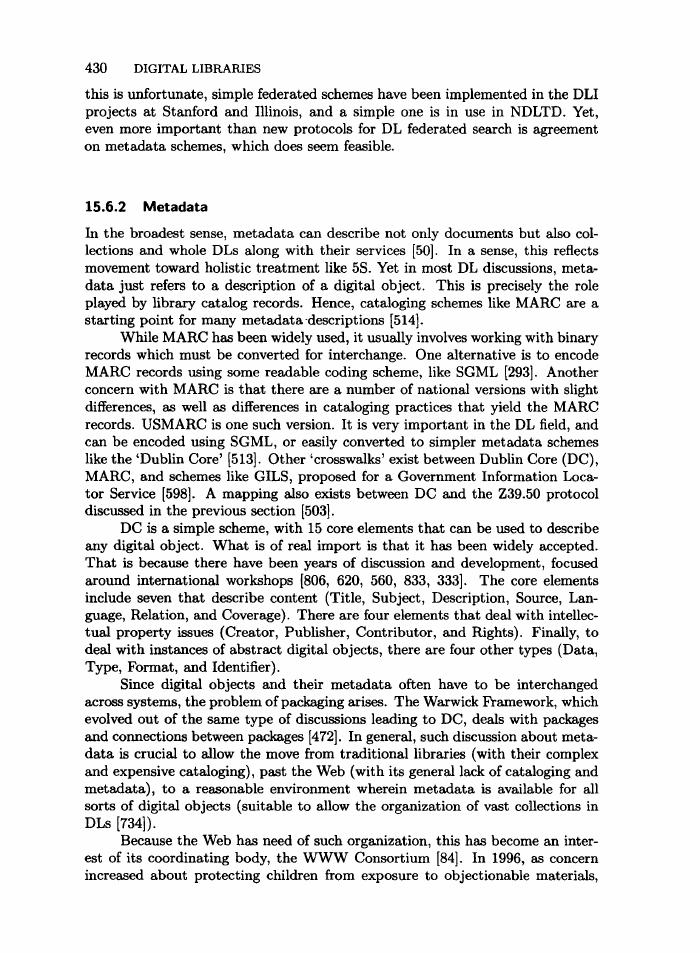 430 DIGITAL LIBRARIES
this is unfortunate, simple federated schemes have been implemented in the DLI
projects at Stanford and Illinois, and a simple one is in use in NDLTD. Yet,
even more important than new protocols for DL federated search is agreement
on metadata schemes, which does seem feasible.
15.6.2 Metadata
In the broadest sense, metadata can describe not only documents but also col-
lections and whole DLs along with their services [50]. In a sense, this reflects
movement toward holistic treatment like 5S. Yet in most DL discussions, meta-
data just refers to a description of a digital object. This is precisely the role
played by library catalog records. Hence, cataloging schemes like MARC are a
starting point for many metadata descriptions [514].
While MARC has been widely used, it usually involves working with binary
records which must be converted for interchange. One alternative is to encode
MARC records using some readable coding scheme, like SGML [293]. Another
concern with MARC is that there are a number of national versions with slight
differences, as well as differences in cataloging practices that yield the MARC
records. USMARC is one such version. It is very important in the DL field, and
can be encoded using SGML, or easily converted to simpler metadata schemes
like the ‘Dublin Core’ [513]. Other ‘crosswalks’ exist between Dublin Core (DC),
MARC, and schemes like GILS, proposed for a Government Information Loca-
tor Service [598]. A mapping also exists between DC and the Z39.50 protocol
discussed in the previous section [503].
DC is a simple scheme, with 15 core elements that can be used to describe
any digital object. What is of real import is that it has been widely accepted.
That is because there have been years of discussion and development, focused
around international workshops [806, 620, 560, 833, 333]. The core elements
include seven that describe content (Title, Subject, Description, Source, Lan-
guage, Relation, and Coverage). There are four elements that deal with intellec-
tual property issues (Creator, Publisher, Contributor, and Rights). Finally, to
deal with instances of abstract digital objects, there are four other types (Data,
Type, Format, and Identifier).
Since digital objects and their metadata often have to be interchanged
across systems, the problem of packaging arises. The Warwick Framework, which
evolved out of the same type of discussions leading to DC, deals with packages
and connections between packages [472]. In general, such discussion about meta-
data is crucial to allow the move from traditional libraries (with their complex
and expensive cataloging), past the Web (with its general lack of cataloging and
metadata), to a reasonable environment wherein metadata is available for all
sorts of digital objects (suitable to allow the organization of vast collections in
DLs [734]).
Because the Web has need of such organization, this has become an inter-
est of its coordinating body, the WWW Consortium [84]. In 1996, as concern
increased about protecting children from exposure to objectionable materials,